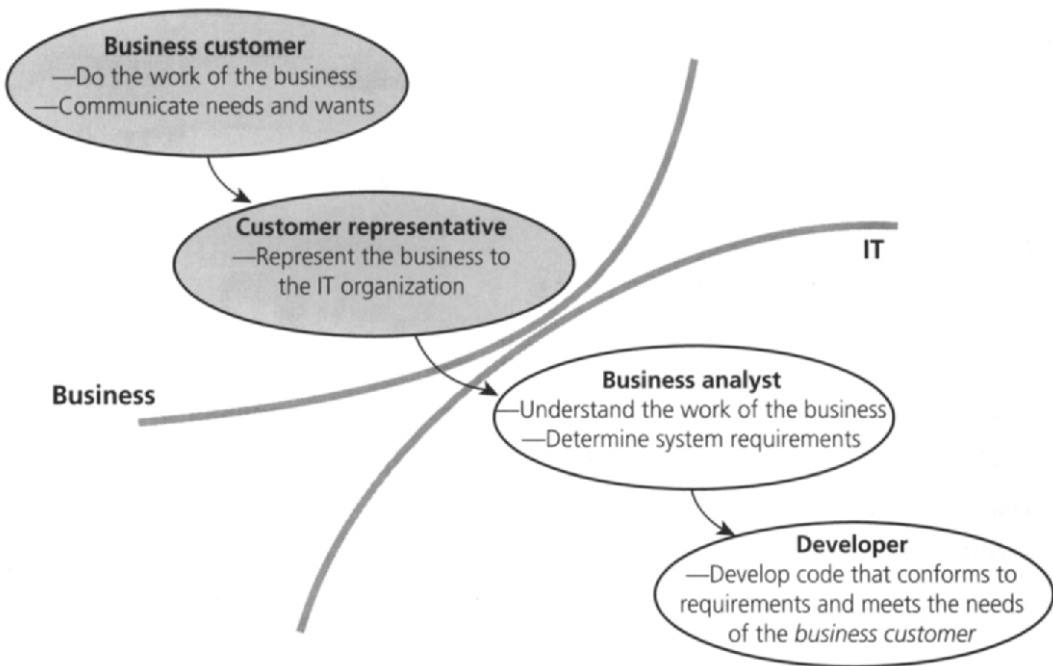 Business customer
—Do the work of the business
—Communicate needs and wants
Customer representative
—Represent the business to
the IT organization
IT
Business
Business analyst
—Understand the work of the business
—Determine system requirements
Developer
—Develop code that conforms to
requirements and meets the needs
of the business customer